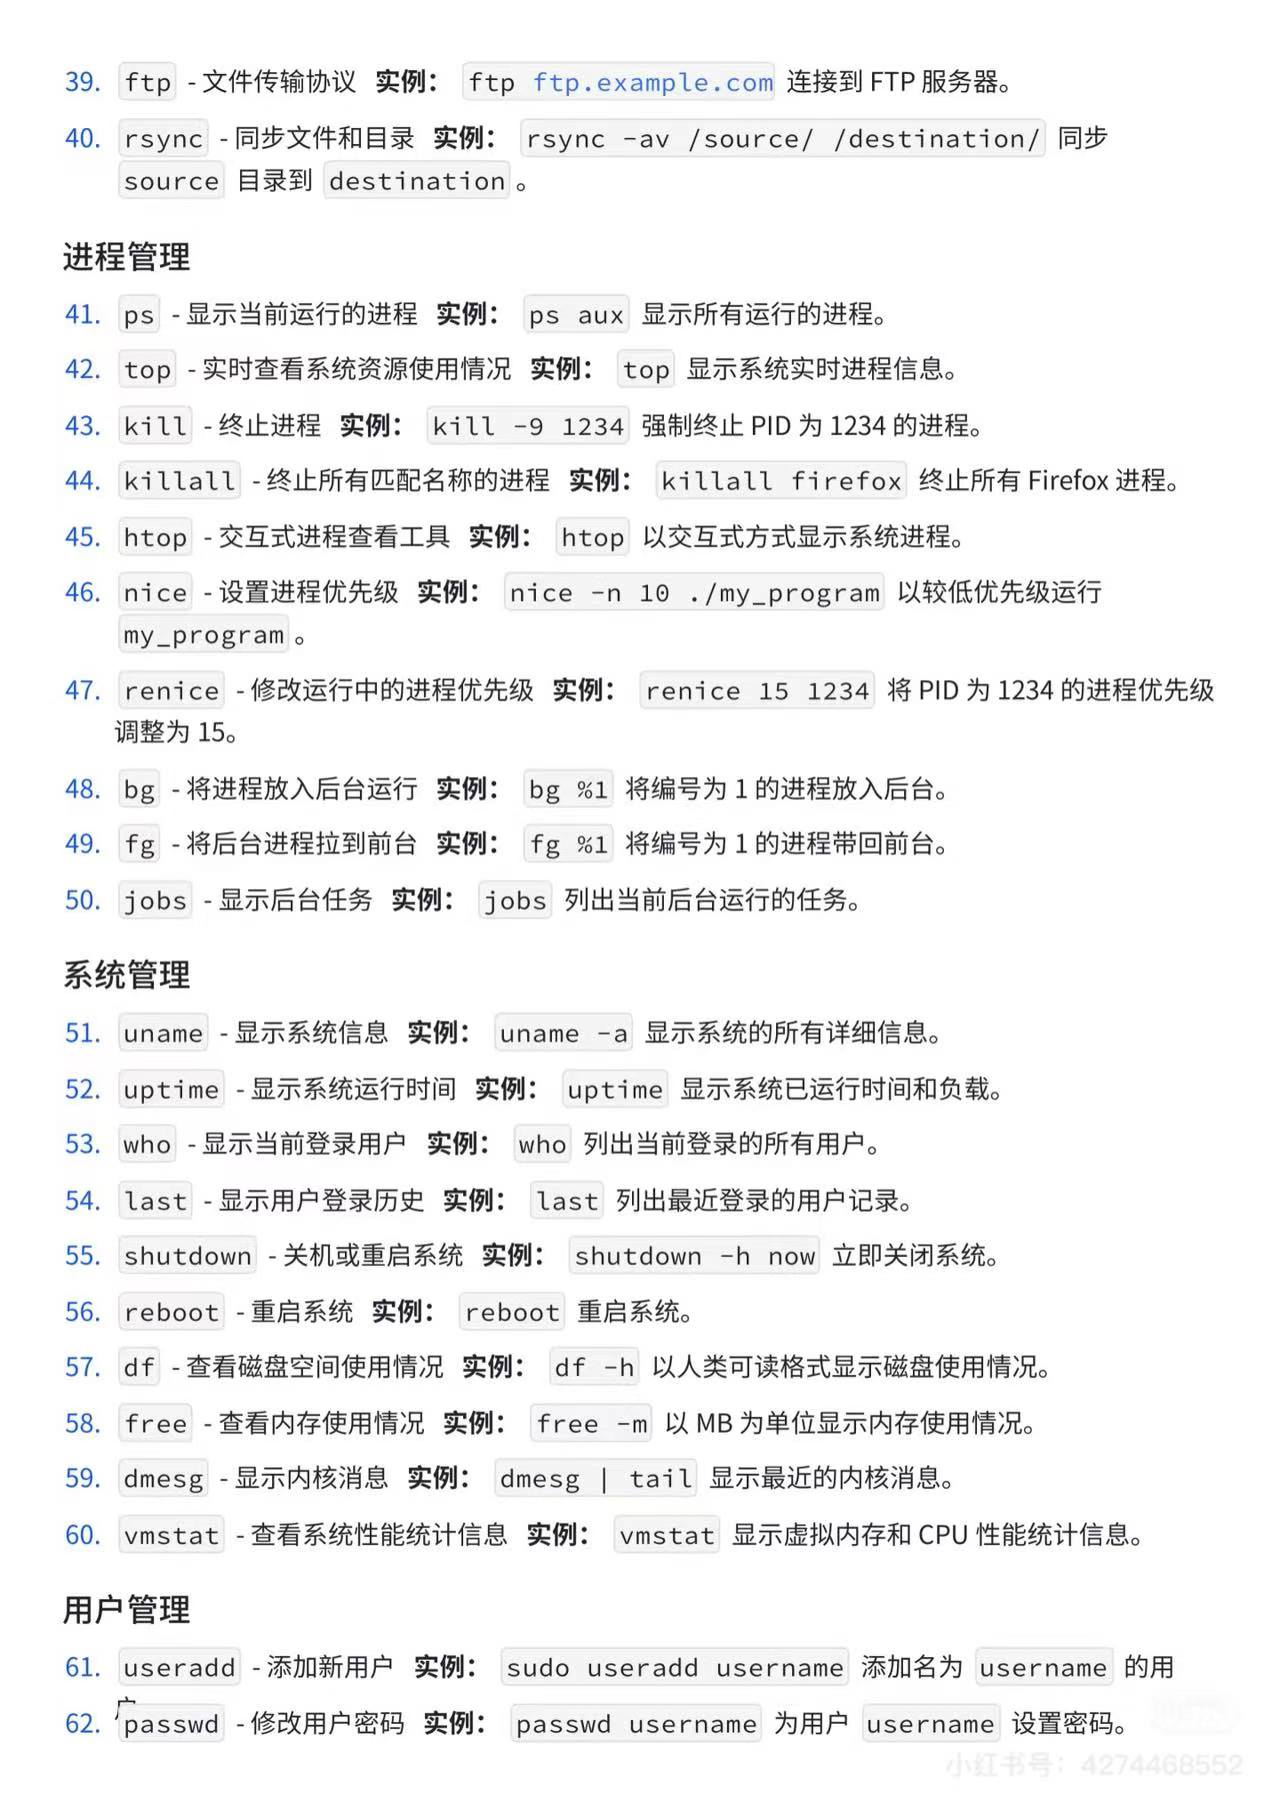 39. ftp - 文件传输协议 实例： ftp ftp.example.com 连接到 FTP 服务器。
40. rsync - 同步文件和目录 实例： rsync -av /source/ /destination/ 同步
source 目录到 destination 。
进程管理
41. ps - 显示当前运行的进程 实例： ps aux 显示所有运行的进程。
42. top - 实时查看系统资源使用情况 实例： top 显示系统实时进程信息。
43. kill - 终止进程 实例： kill -9 1234 强制终止 PID 为 1234 的进程。
44. killall - 终止所有匹配名称的进程 实例： killall firefox 终止所有 Firefox 进程。
45. htop - 交互式进程查看工具 实例： htop 以交互式方式显示系统进程。
46. nice - 设置进程优先级 实例： nice -n 10 ./my_program 以较低优先级运行
my_program 。
47. renice - 修改运行中的进程优先级 实例： renice 15 1234 将 PID 为 1234 的进程优先级
调整为 15。
48. bg - 将进程放入后台运行 实例： bg %1 将编号为 1 的进程放入后台。
49. fg - 将后台进程拉到前台 实例： fg %1 将编号为 1 的进程带回前台。
50. jobs - 显示后台任务 实例： jobs 列出当前后台运行的任务。
系统管理
51. uname - 显示系统信息 实例： uname -a 显示系统的所有详细信息。
52. uptime - 显示系统运行时间 实例： uptime 显示系统已运行时间和负载。
53. who - 显示当前登录用户 实例： who 列出当前登录的所有用户。
54. last - 显示用户登录历史 实例： last 列出最近登录的用户记录。
55. shutdown - 关机或重启系统 实例： shutdown -h now 立即关闭系统。
56. reboot - 重启系统 实例： reboot 重启系统。
57. df - 查看磁盘空间使用情况 实例： df -h 以人类可读格式显示磁盘使用情况。
58. free - 查看内存使用情况 实例： free -m 以 MB 为单位显示内存使用情况。
59. dmesg - 显示内核消息 实例： dmesg | tail 显示最近的内核消息。
60. vmstat - 查看系统性能统计信息 实例： vmstat 显示虚拟内存和 CPU 性能统计信息。
用户管理
61. useradd - 添加新用户 实例： sudo useradd username 添加名为 username 的用
户
62. passwd - 修改用户密码 实例： passwd username 为用户 username 设置密码。
小红书号：4274468552